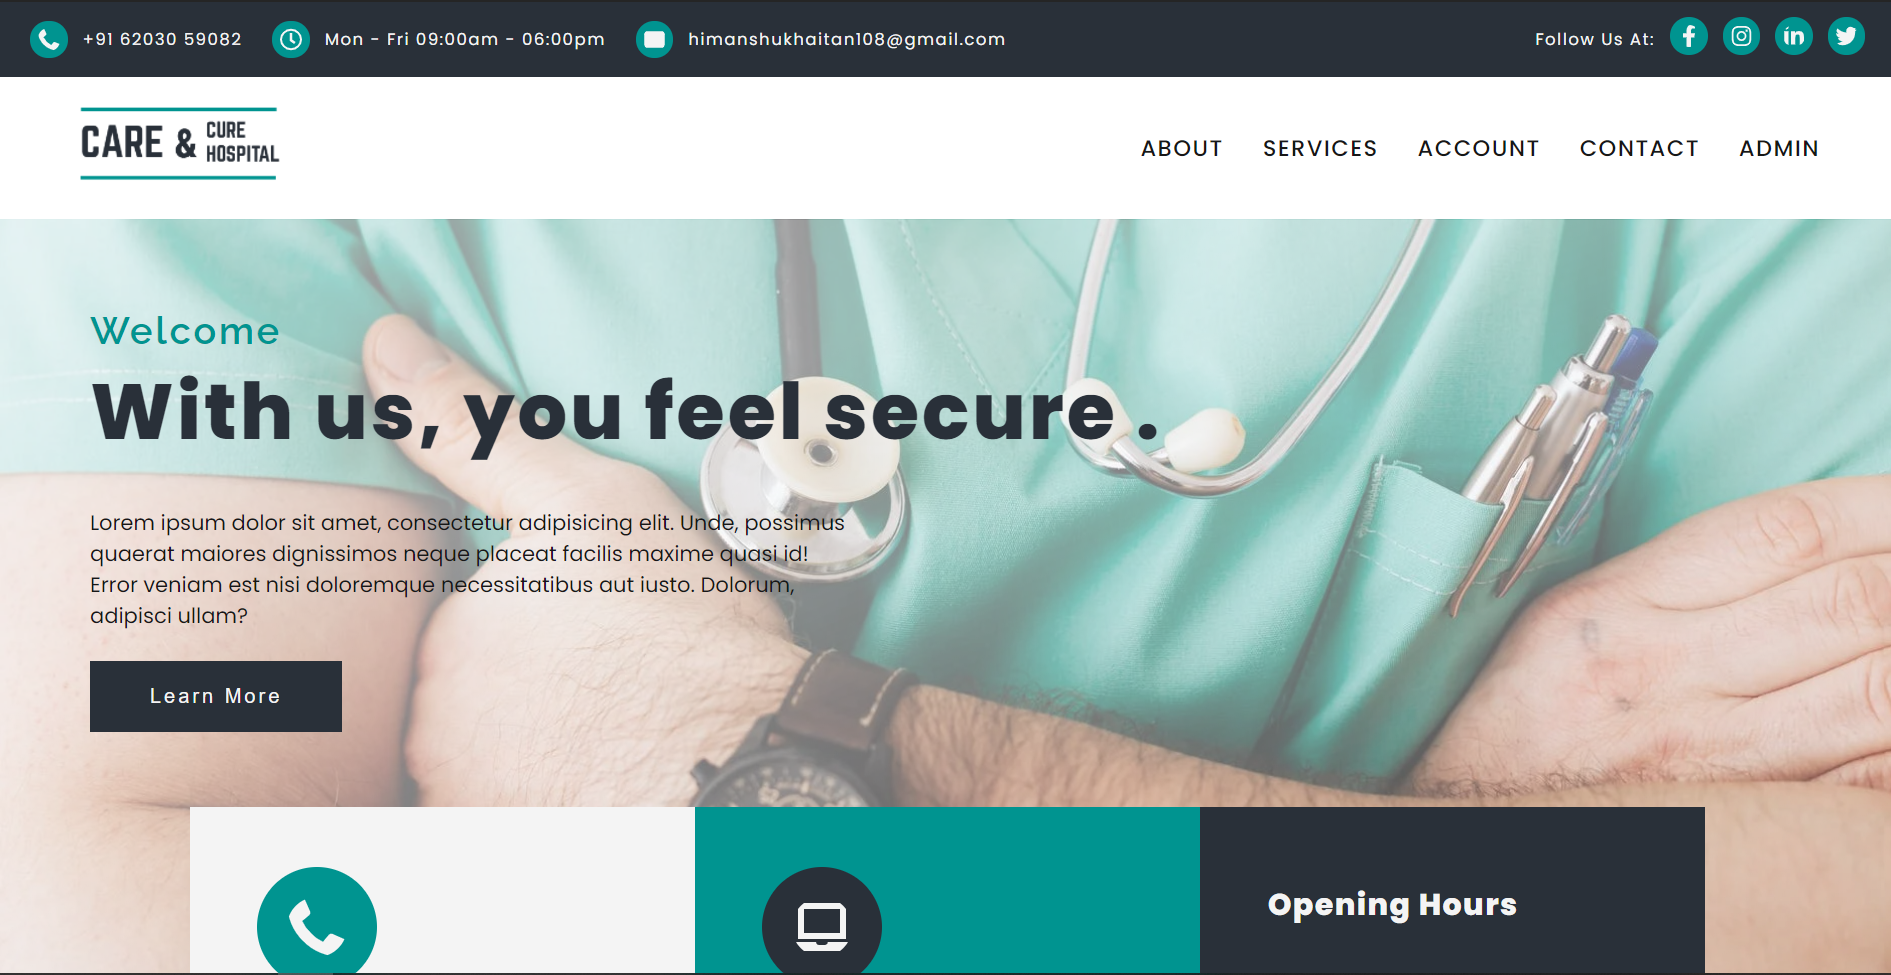 +91 62030 59082
Mon - Fri 09:00am - 06:00pm
himanshukhaitan108@gmail.com
Follow Us At:
CARE & CURE HOSPITAL
ABOUT
SERVICES
ACCOUNT
CONTACT
ADMIN
Welcome
With us, you feel secure .
Lorem ipsum dolor sit amet, consectetur adipisicing elit. Unde, possimus
quaerat maiores dignissimos neque placeat facilis maxime quasi id!
Error veniam est nisi doloremque necessitatibus aut iusto. Dolorum,
adipisci ullam?
Learn More
Opening Hours